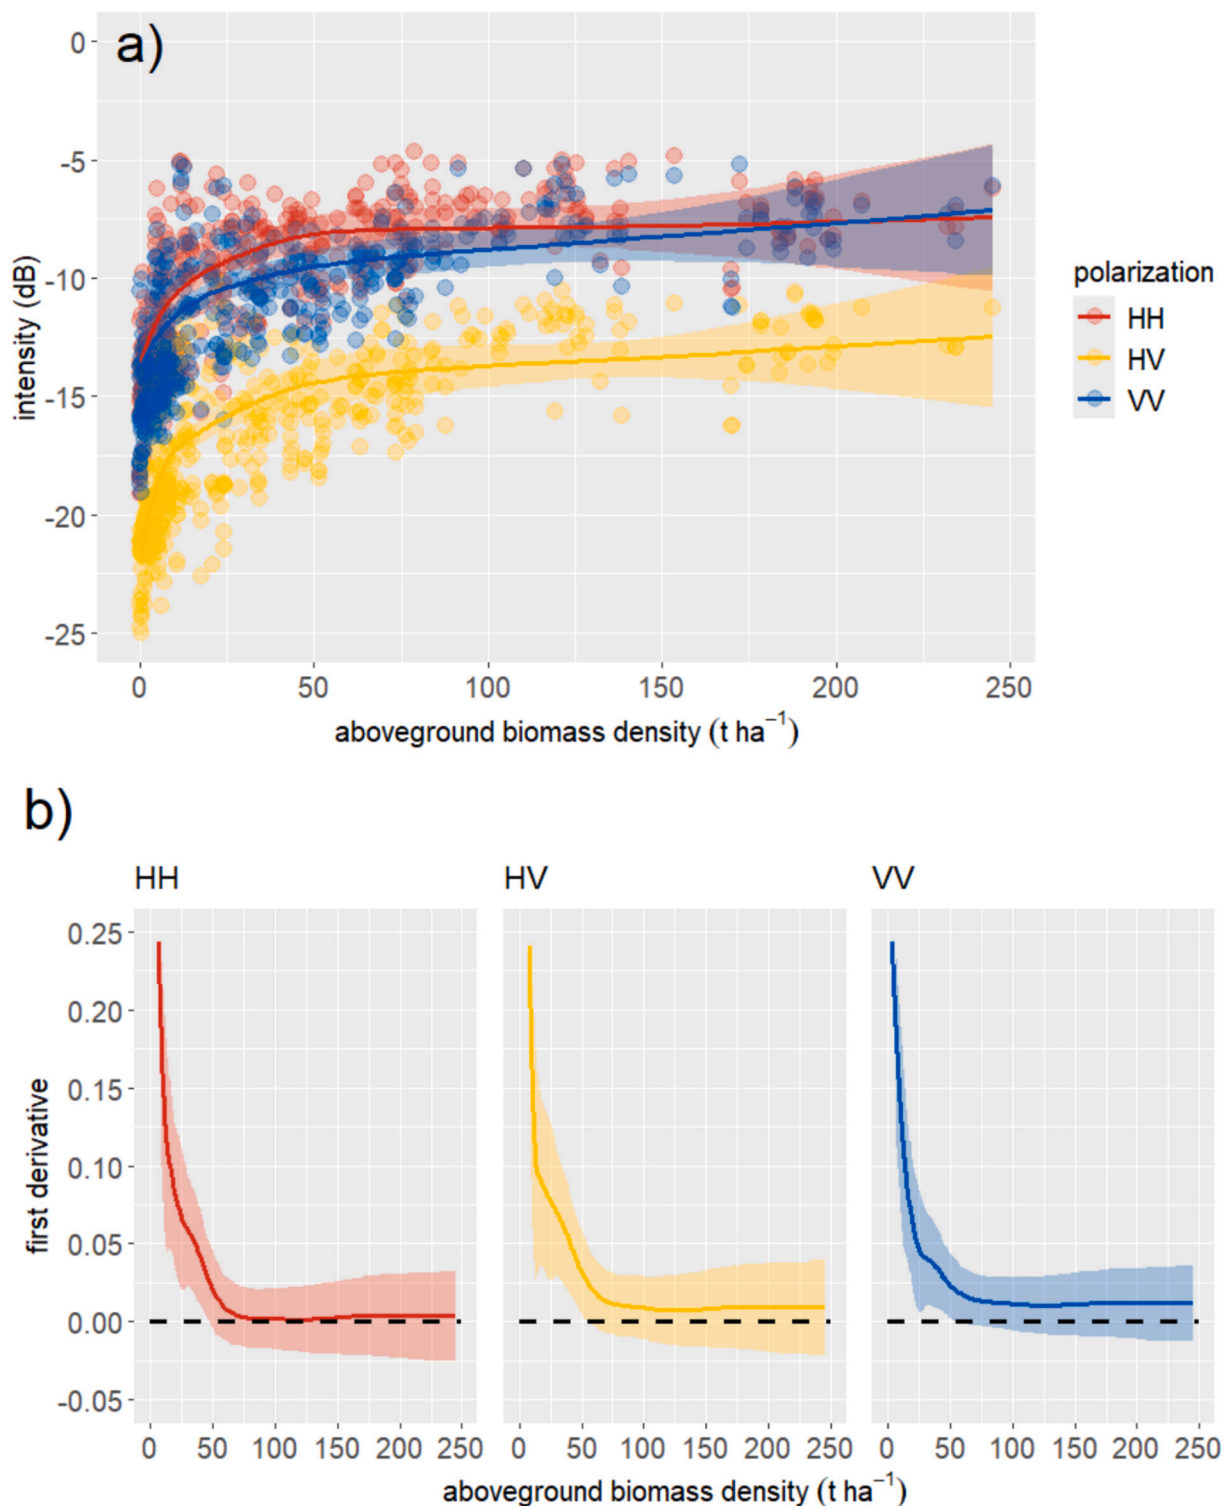 a)
0
-5
-10
-15
-20
-25
intensity (dB)
0 50 100 150 200 250
aboveground biomass density (t ha⁻¹)
polarization
HH
HV
VV
b)
HH HV VV
0.25
0.20
0.15
0.10
0.05
0.00
-0.05
first derivative
0 50 100 150 200 250 0 50 100 150 200 250 0 50 100 150 200 250
aboveground biomass density (t ha⁻¹)